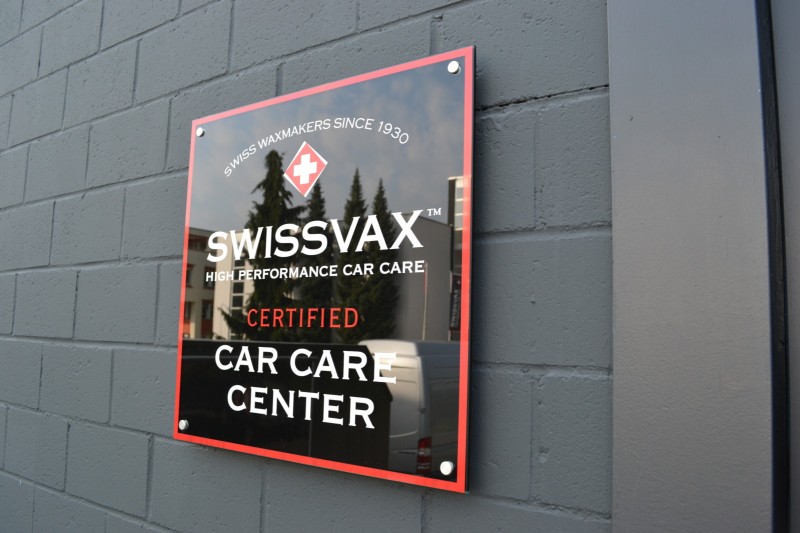 SWISS WAXMAKERS SINCE 1930
SWISSVAX™
HIGH PERFORMANCE CAR CARE
CERTIFIED
CAR CARE
CENTER